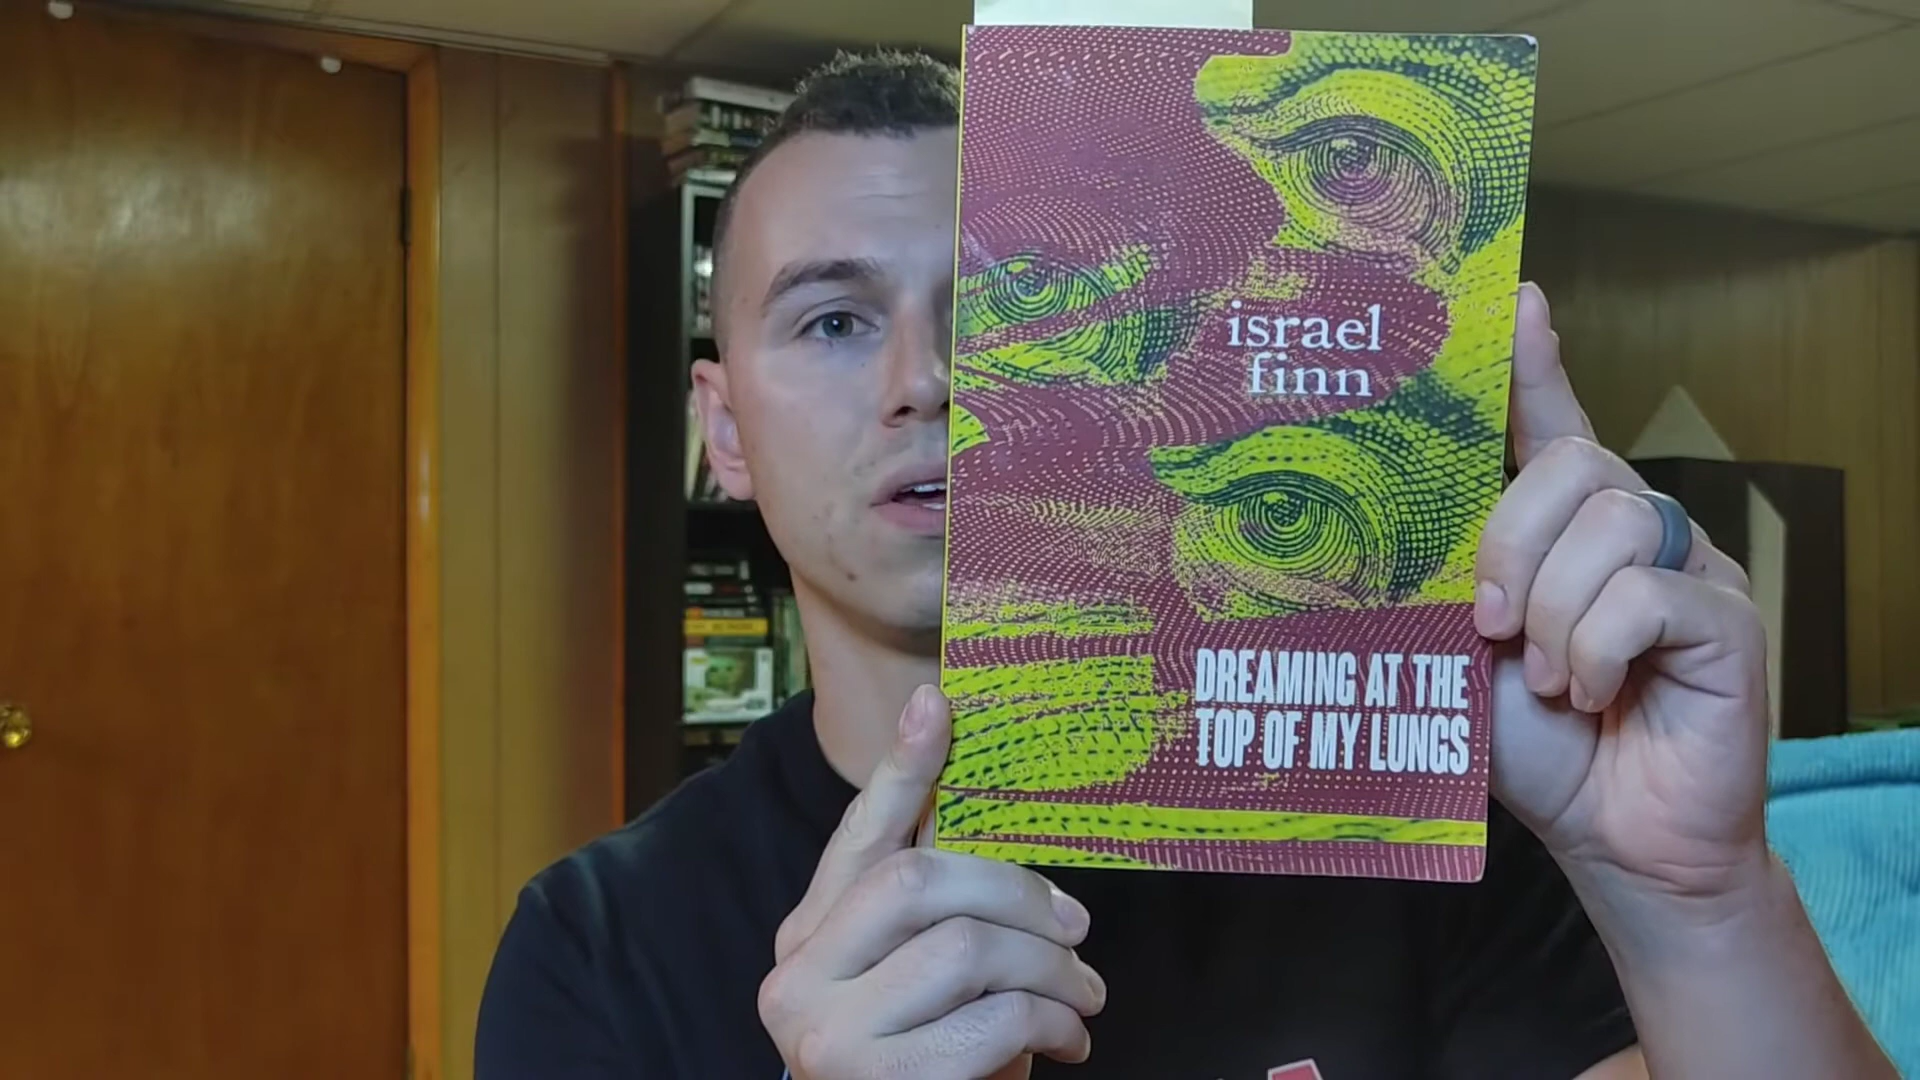 israel
finn
DREAMING AT THE
TOP OF MY LUNGS